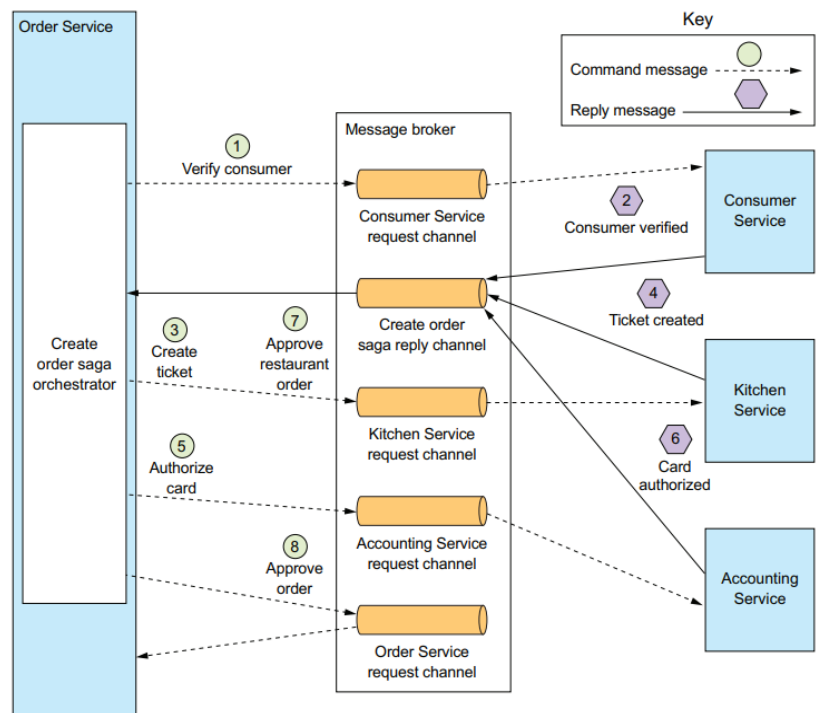 Order Service
Key
Command message
Reply message
Message broker
1
Verify consumer
Consumer Service
request channel
2
Consumer verified
Consumer
Service
Create order
saga reply channel
4
Ticket created
Create
order saga
orchestrator
3
Create
ticket
7
Approve
restaurant
order
Kitchen Service
request channel
Kitchen
Service
5
Authorize
card
6
Card
authorized
Accounting Service
request channel
Accounting
Service
8
Approve
order
Order Service
request channel